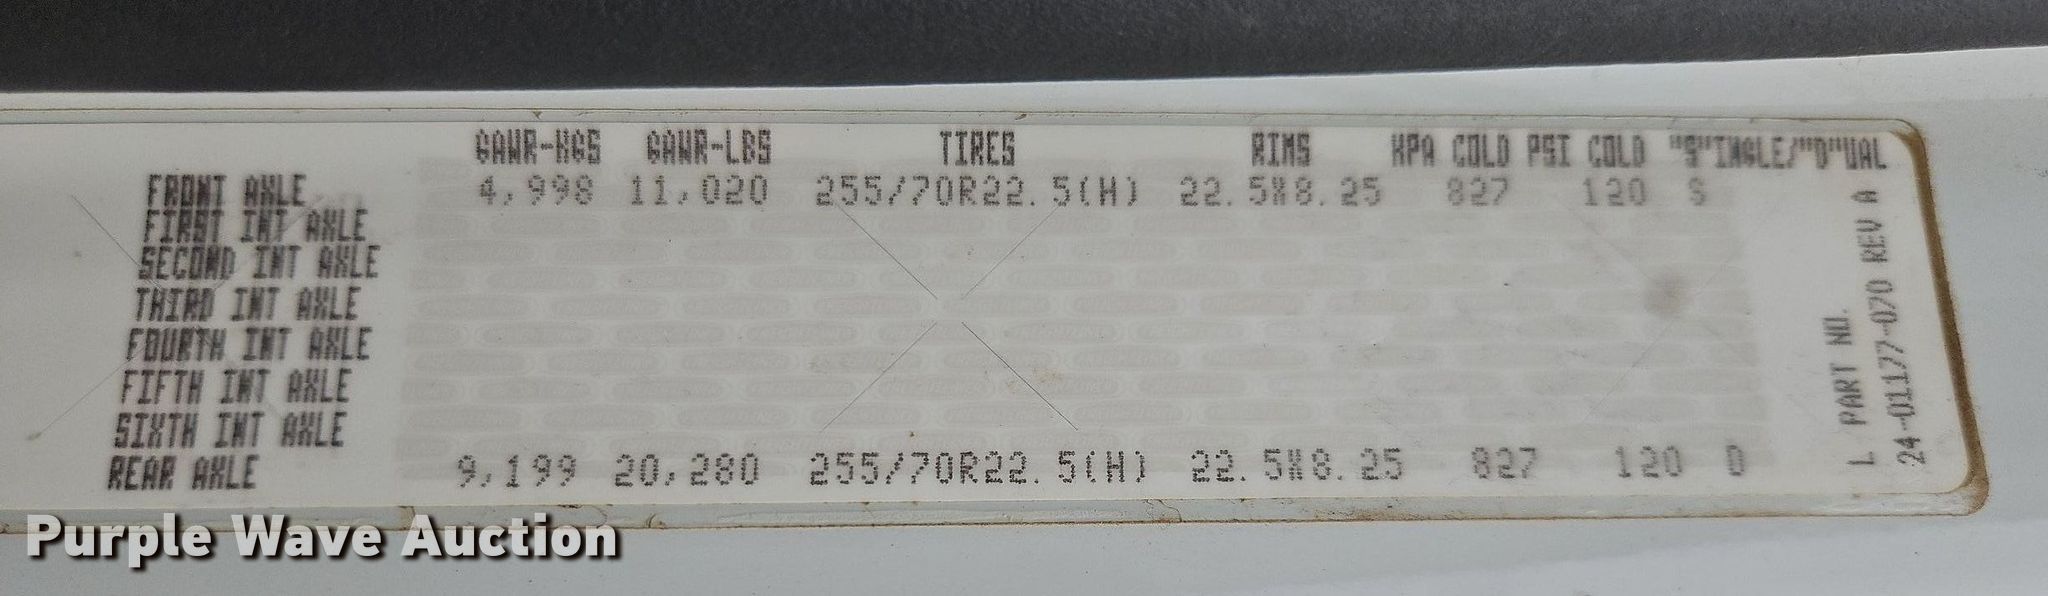 GAWR-KGS GAWR-LBS TIRES RIMS KPA COLD PSI COLD "S"INGLE/"D"UAL
FRONT AXLE 4,998 11,020 255/70R22.5(H) 22.5X8.25 827 120 S
FIRST INT AXLE
SECOND INT AXLE
THIRD INT AXLE
FOURTH INT AXLE
FIFTH INT AXLE
SIXTH INT AXLE
REAR AXLE 9,199 20,280 255/70R22.5(H) 22.5X8.25 827 120 D
L PART NO.
24-01177-070 REV A
Purple Wave Auction